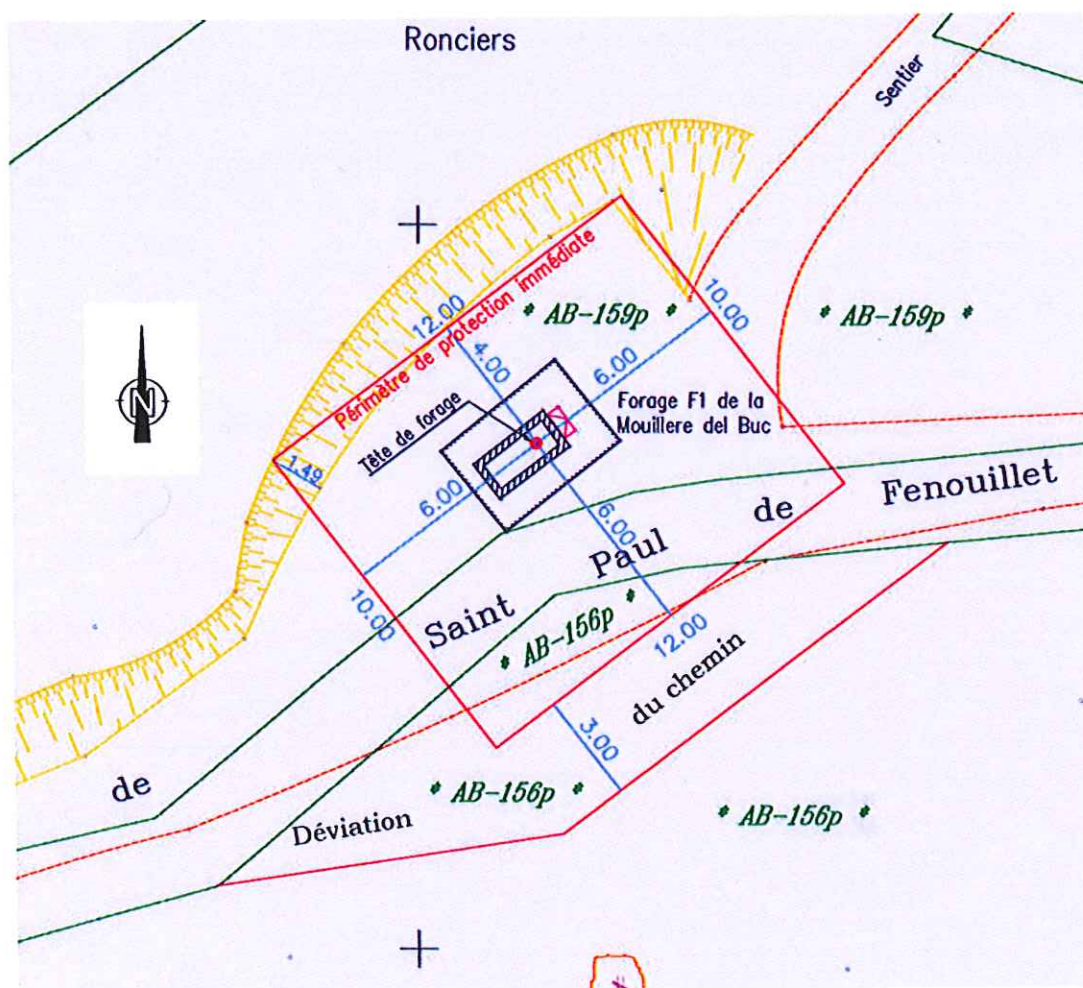 Ronciers
Sentier
N
Périmètre de protection immédiate
12.00
4.00
* AB-159p *
10.00
* AB-159p *
6.00
Tête de forage
Forage F1 de la
Mouillere del Buc
1.49
6.00
6.00
10.00
de Saint Paul de Fenouillet
* AB-156p *
12.00
Déviation du chemin
3.00
* AB-156p *
* AB-156p *